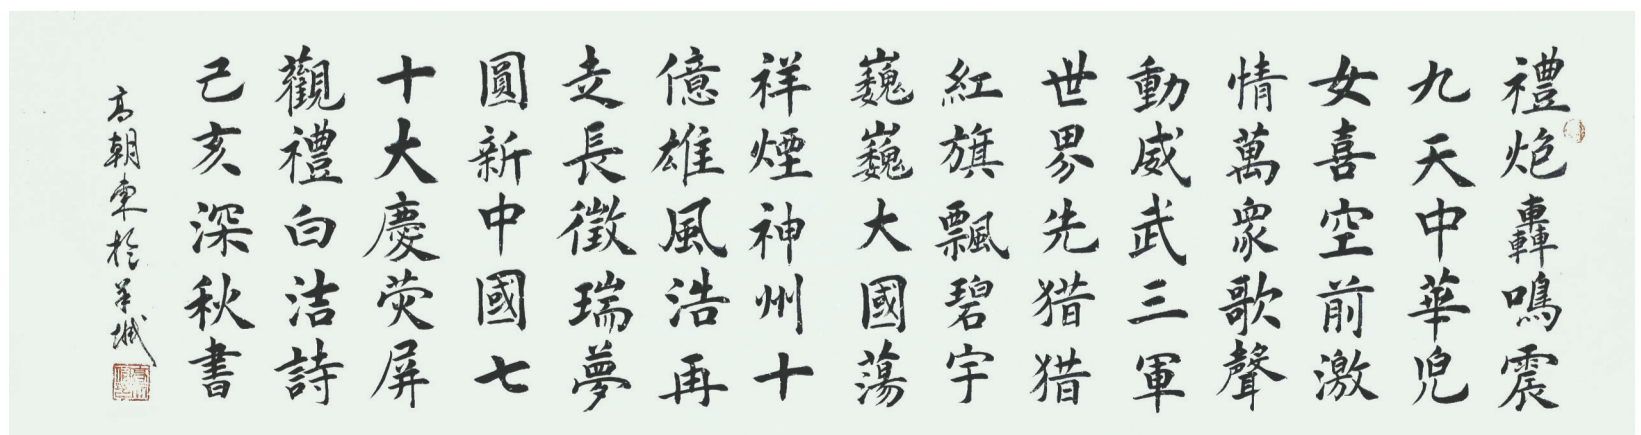 禮炮轟鳴震
九天中華児
女喜空前激
情萬衆歌聲
動威武三軍
世界先猎猎
紅旗飄碧宇
巍巍大國蕩
祥煙神州十
億雄風浩再
走長徵瑞夢
圓新中國七
十大慶荧屏
觀禮白洁詩
己亥深秋書
高朝東於羊城